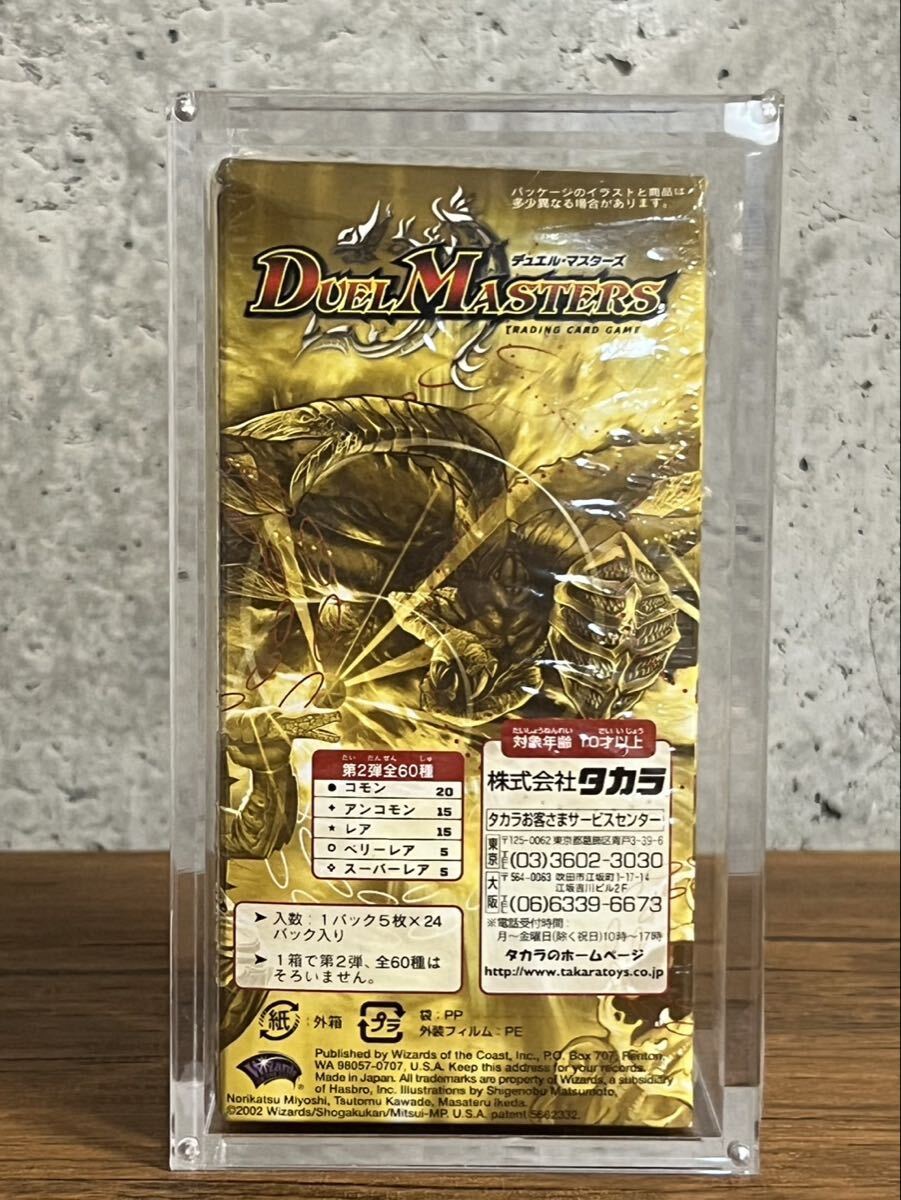 パッケージのイラストと商品は
多少異なる場合があります。
デュエル・マスターズ
DUEL MASTERS
TRADING CARD GAME
たい だんぜん しゅ
第2弾全60種
● コモン 20
✦ アンコモン 15
★ レア 15
○ ベリーレア 5
❖ スーパーレア 5
➤ 入数：1パック5枚×24
パック入り
➤ 1箱で第2弾、全60種は
そろいません。
たいしょうねんれい さい いじょう
対象年齢 10才以上
株式会社タカラ
タカラお客さまサービスセンター
東京 〒125-0062 東京都葛飾区青戸3-39-6
TEL (03)3602-3030
大阪 〒564-0063 吹田市江坂町1-17-14
江坂吉川ビル2F
TEL (06)6339-6673
※電話受付時間：
月～金曜日(除く祝日)10時～17時
タカラのホームページ
http://www.takaratoys.co.jp
紙：外箱
プラ 袋：PP
外装フィルム：PE
Wizards
Published by Wizards of the Coast, Inc., P.O. Box 707, Renton,
WA 98057-0707, U.S.A. Keep this address for your records.
Made in Japan. All trademarks are property of Wizards, a subsidiary
of Hasbro, Inc. Illustrations by Shigenobu Matsumoto,
Norikatsu Miyoshi, Tsutomu Kawade, Masateru Ikeda.
©2002 Wizards/Shogakukan/Mitsui-MP. U.S.A. patent 5662332.